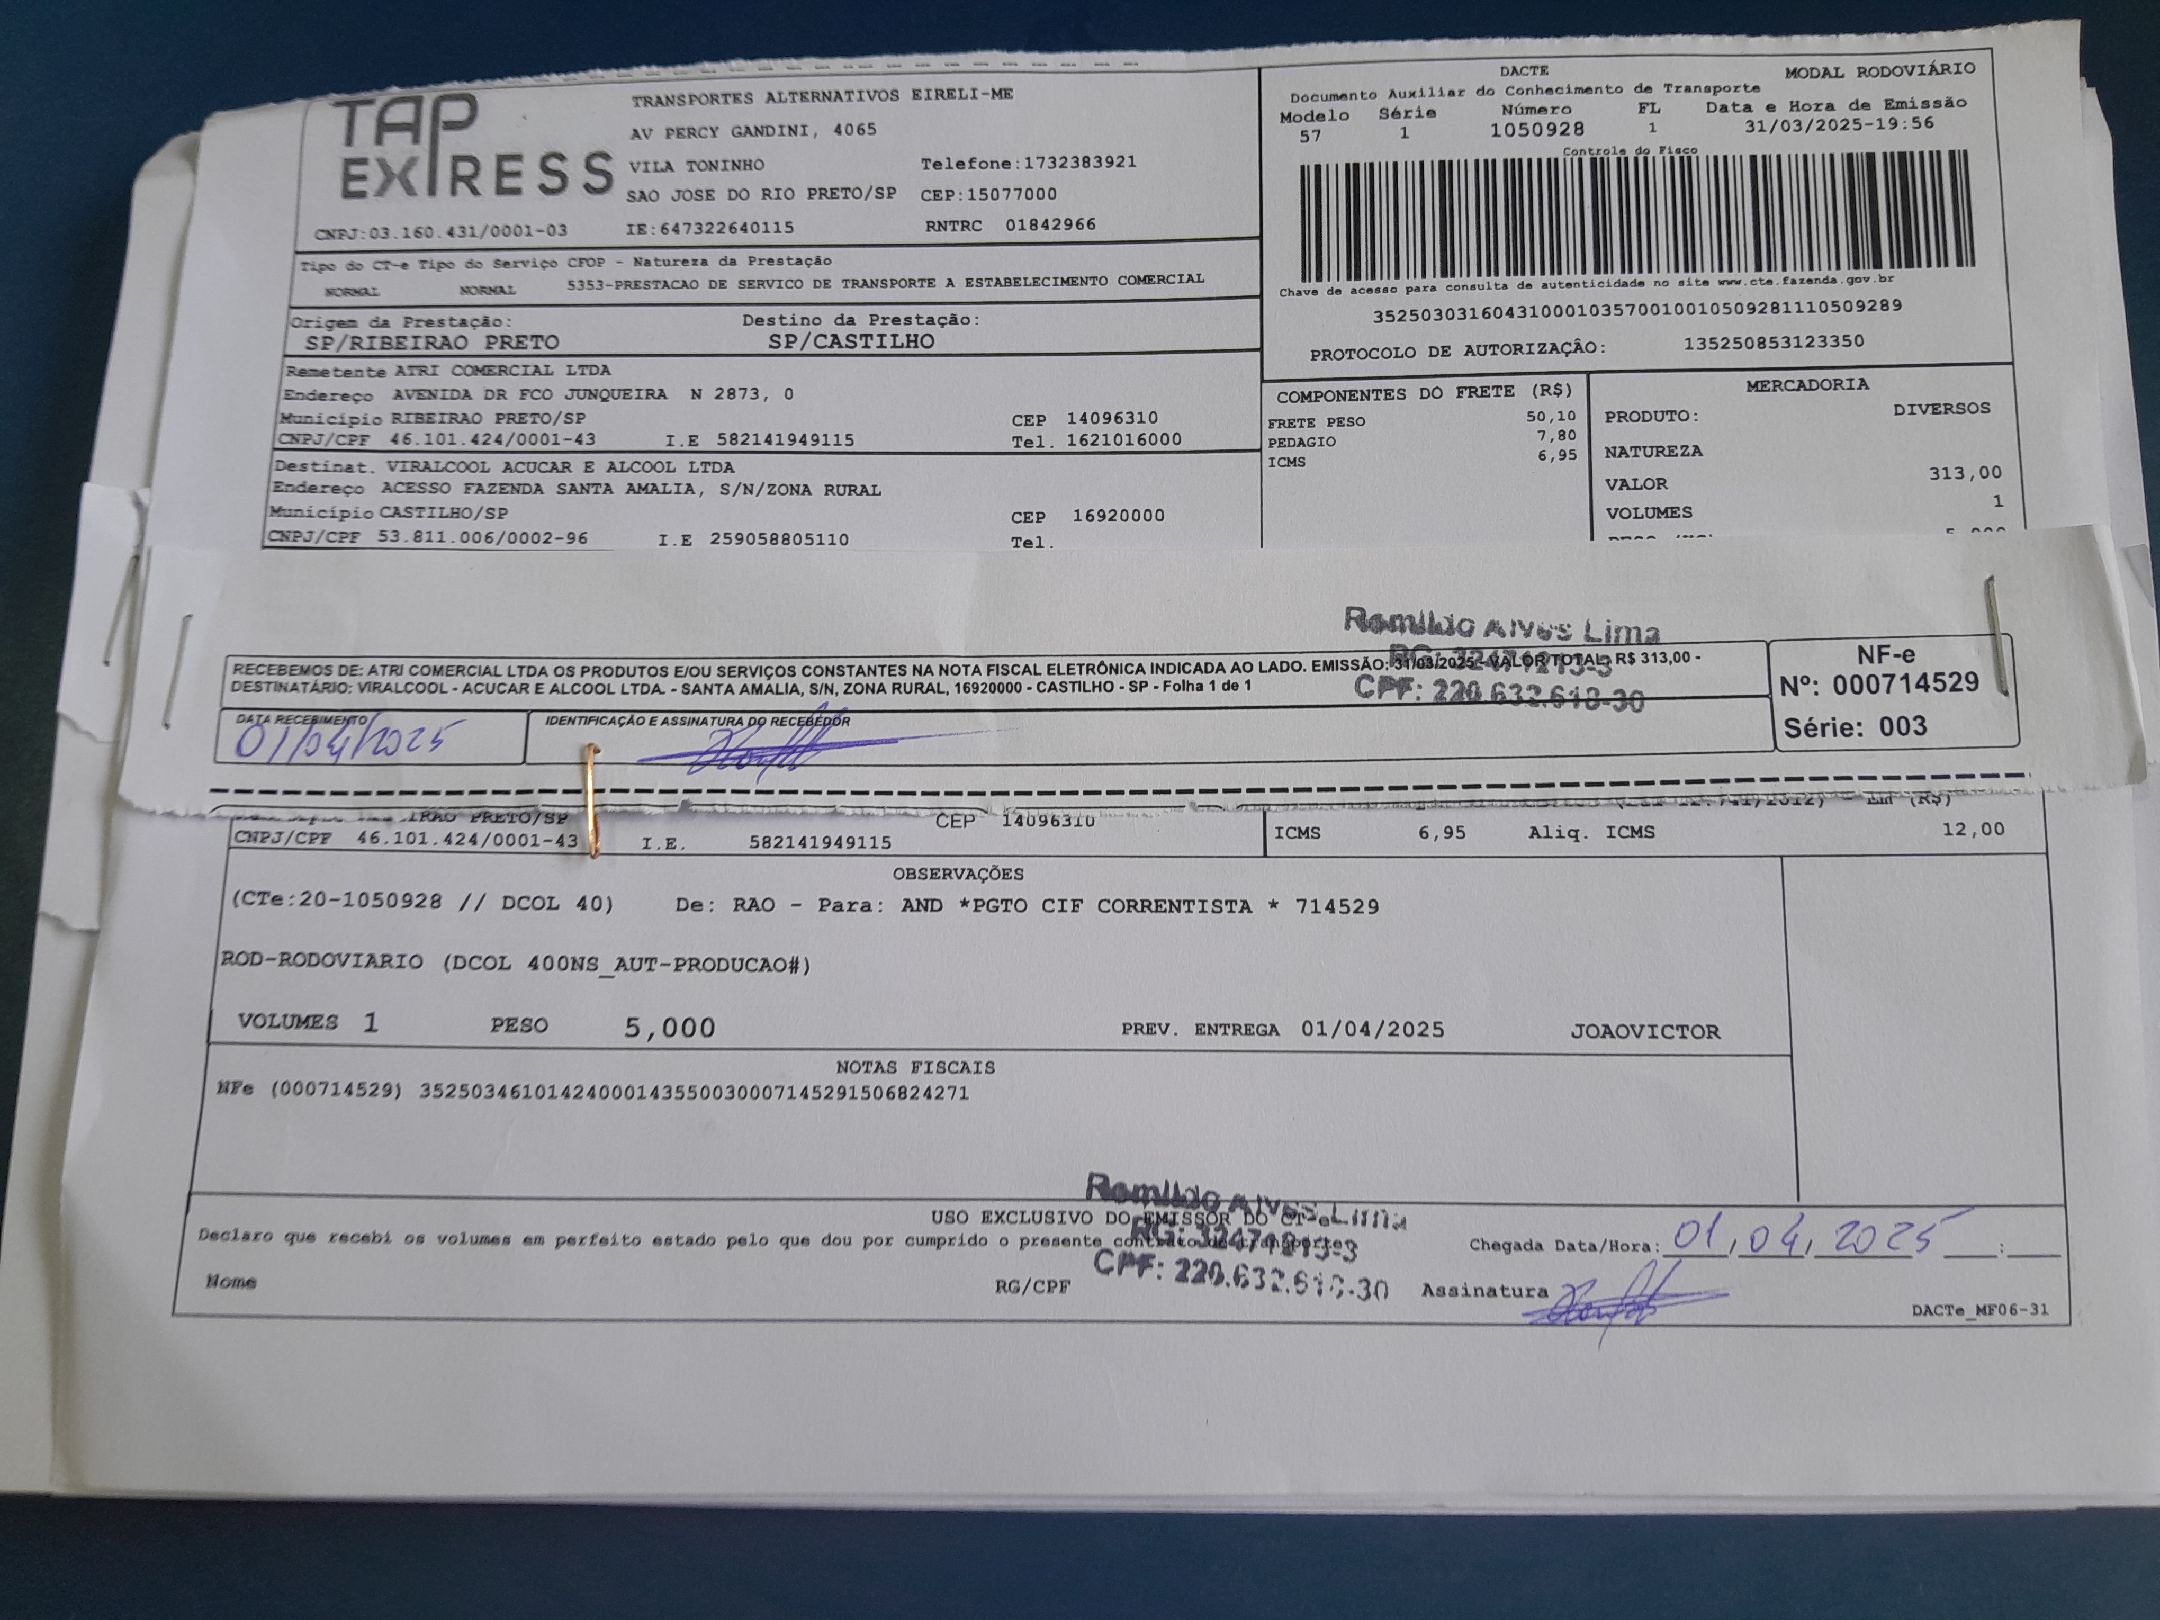 TAP EXPRESS
TRANSPORTES ALTERNATIVOS EIRELI-ME
AV PERCY GANDINI, 4065
VILA TONINHO Telefone:1732383921
SAO JOSE DO RIO PRETO/SP CEP:15077000
CNPJ:03.160.431/0001-03 IE:647322640115 RNTRC 01842966
DACTE MODAL RODOVIÁRIO
Documento Auxiliar do Conhecimento de Transporte
Modelo Série Número FL Data e Hora de Emissão
57 1 1050928 1 31/03/2025-19:56
Controle do Fisco
Chave de acesso para consulta de autenticidade no site www.cte.fazenda.gov.br
35250303160431000103570010010509281110509289
PROTOCOLO DE AUTORIZAÇÂO: 135250853123350
Tipo do CT-e Tipo do Serviço CFOP - Natureza da Prestação
NORMAL NORMAL 5353-PRESTACAO DE SERVICO DE TRANSPORTE A ESTABELECIMENTO COMERCIAL
Origem da Prestação: Destino da Prestação:
SP/RIBEIRAO PRETO SP/CASTILHO
Remetente ATRI COMERCIAL LTDA
Endereço AVENIDA DR FCO JUNQUEIRA N 2873, 0
Município RIBEIRAO PRETO/SP CEP 14096310
CNPJ/CPF 46.101.424/0001-43 I.E 582141949115 Tel. 1621016000
Destinat. VIRALCOOL ACUCAR E ALCOOL LTDA
Endereço ACESSO FAZENDA SANTA AMALIA, S/N/ZONA RURAL
Município CASTILHO/SP CEP 16920000
CNPJ/CPF 53.811.006/0002-96 I.E 259058805110 Tel.
COMPONENTES DO FRETE (R$)
FRETE PESO 50,10
PEDAGIO 7,80
ICMS 6,95
MERCADORIA
PRODUTO: DIVERSOS
NATUREZA
VALOR 313,00
VOLUMES 1
Romildo Alves Lima
CPF: 220.632.618-30
RECEBEMOS DE: ATRI COMERCIAL LTDA OS PRODUTOS E/OU SERVIÇOS CONSTANTES NA NOTA FISCAL ELETRÔNICA INDICADA AO LADO. EMISSÃO: 31/03/2025 - VALOR TOTAL: R$ 313,00 -
DESTINATÁRIO: VIRALCOOL - ACUCAR E ALCOOL LTDA. - SANTA AMALIA, S/N, ZONA RURAL, 16920000 - CASTILHO - SP - Folha 1 de 1
DATA RECEBIMENTO IDENTIFICAÇÃO E ASSINATURA DO RECEBEDOR
01/04/2025
NF-e
Nº: 000714529
Série: 003
IRAO PRETO/SP CEP 14096310
CNPJ/CPF 46.101.424/0001-43 I.E. 582141949115
Em (R$)
ICMS 6,95 Aliq. ICMS 12,00
OBSERVAÇÕES
(CTe:20-1050928 // DCOL 40) De: RAO - Para: AND *PGTO CIF CORRENTISTA * 714529
ROD-RODOVIARIO (DCOL 400NS_AUT-PRODUCAO#)
VOLUMES 1 PESO 5,000 PREV. ENTREGA 01/04/2025 JOAOVICTOR
NOTAS FISCAIS
NFe (000714529) 35250346101424000143550030007145291506824271
Romildo Alves Lima
USO EXCLUSIVO DO EMISSOR DO CT-e
Declaro que recebi os volumes em perfeito estado pelo que dou por cumprido o presente contrato de transporte
CPF: 220.632.618-30
Chegada Data/Hora: 01, 04, 2025 :
Nome RG/CPF Assinatura
DACTe_MF06-31